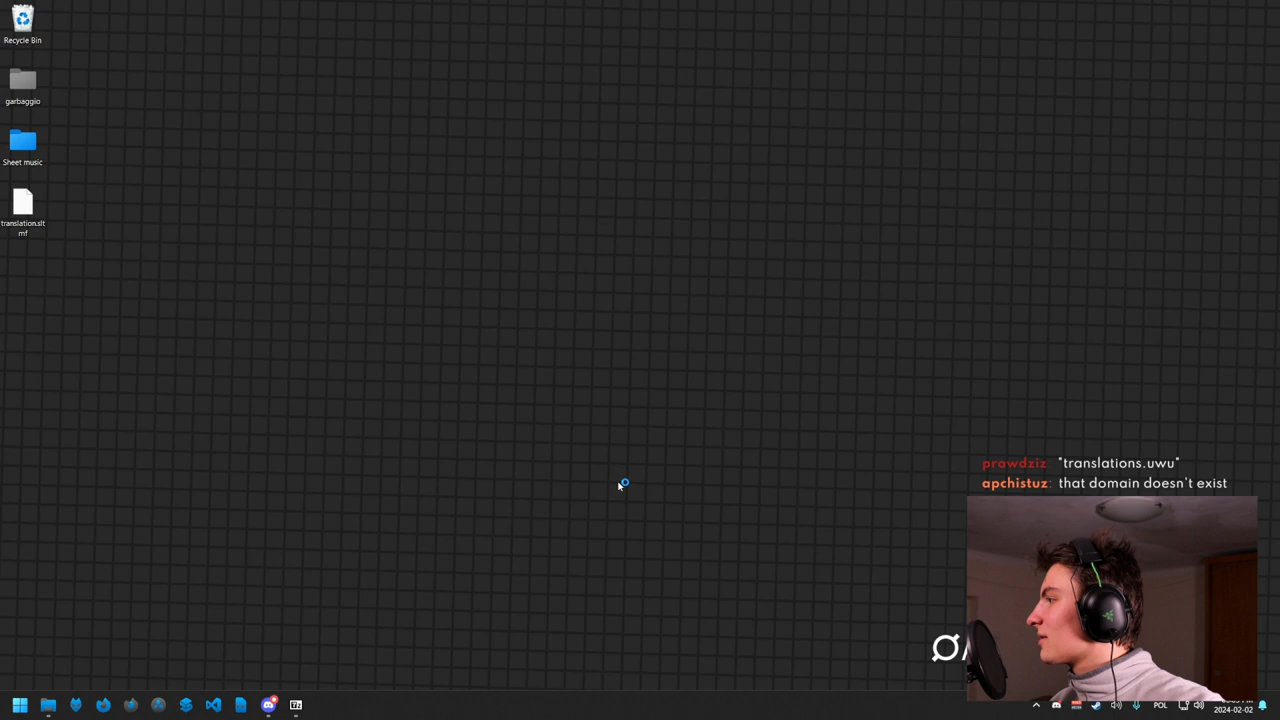 Recycle Bin
garbaggio
Sheet music
translation.slt
mf
prawdziz: "translations.uwu"
apchistuz: that domain doesn't exist
POL
2024-02-02